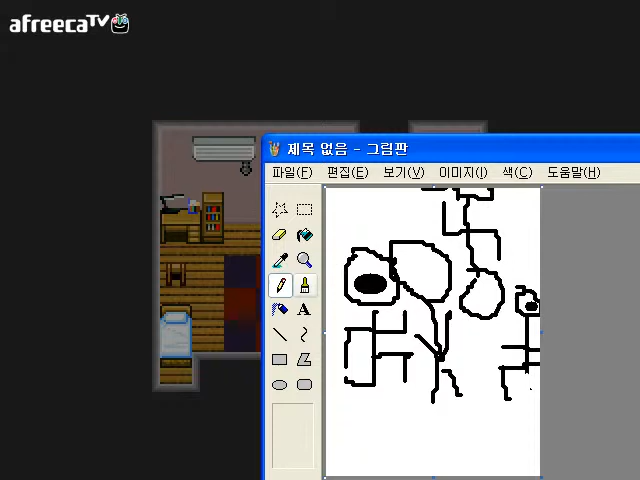 afreecaTV
제목 없음 - 그림판
파일(F) 편집(E) 보기(V) 이미지(I) 색(C) 도움말(H)
A